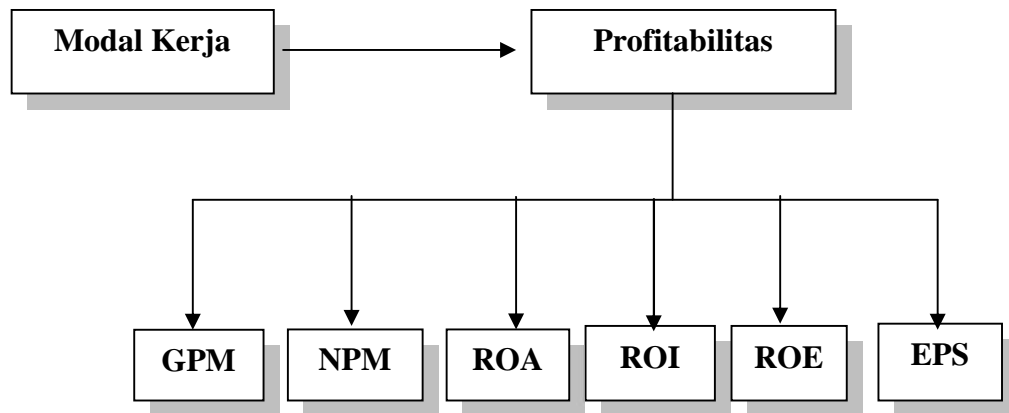 Modal Kerja
Profitabilitas
GPM
NPM
ROA
ROI
ROE
EPS